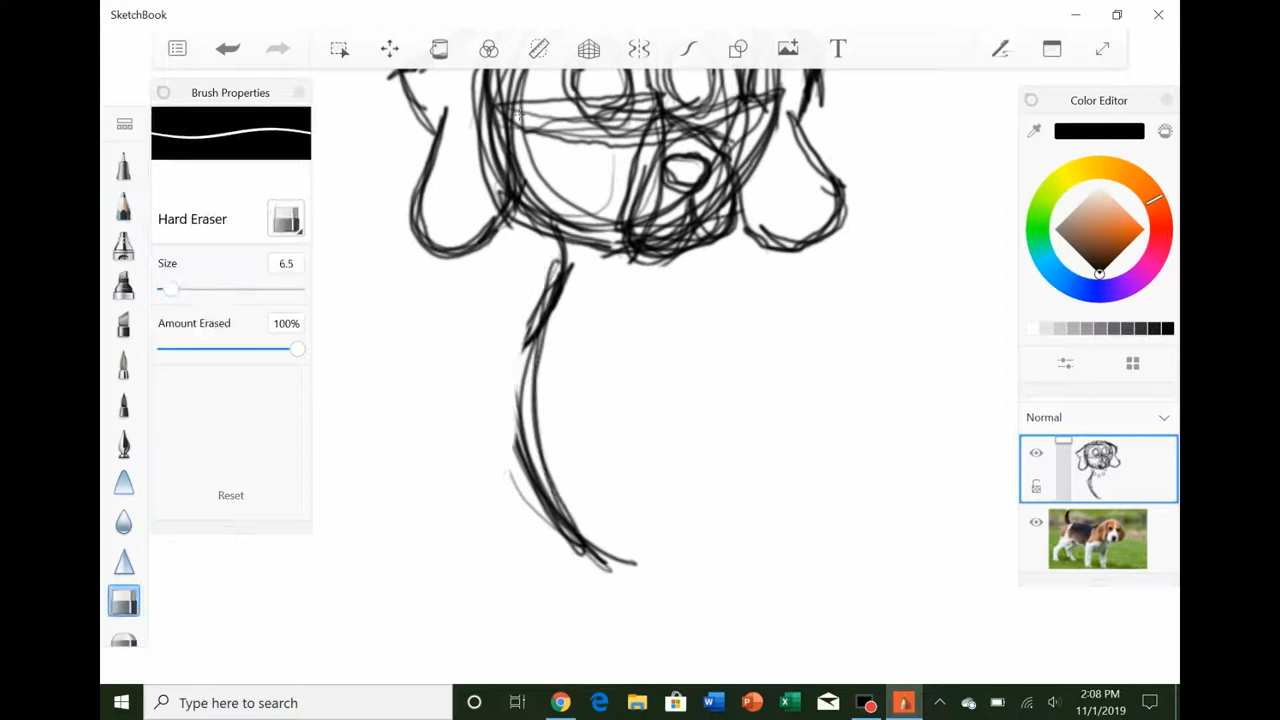 SketchBook
T
Brush Properties
Color Editor
Hard Eraser
Size
6.5
Amount Erased
100%
Normal
Reset
Type here to search
2:08 PM
11/1/2019